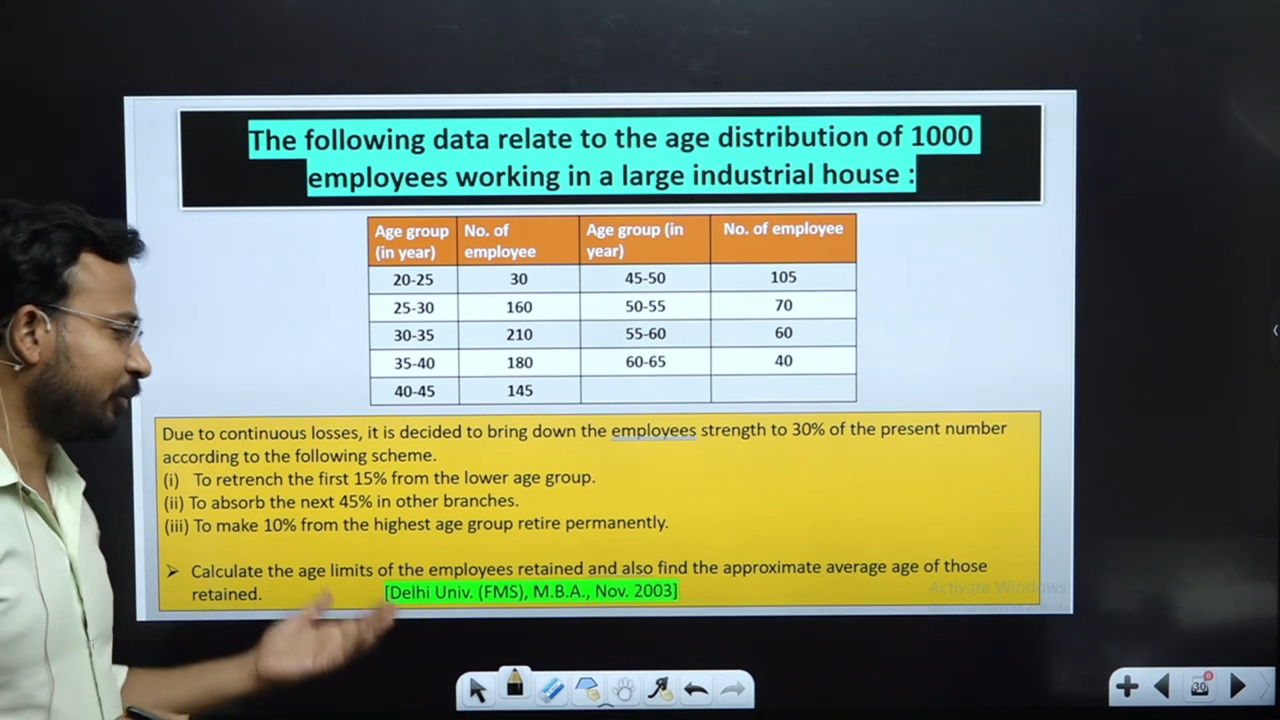 The following data relate to the age distribution of 1000
employees working in a large industrial house :
Age group (in year) No. of employee Age group (in year) No. of employee
20-25 30 45-50 105
25-30 160 50-55 70
30-35 210 55-60 60
35-40 180 60-65 40
40-45 145
Due to continuous losses, it is decided to bring down the employees strength to 30% of the present number
according to the following scheme.
(i) To retrench the first 15% from the lower age group.
(ii) To absorb the next 45% in other branches.
(iii) To make 10% from the highest age group retire permanently.
➢ Calculate the age limits of the employees retained and also find the approximate average age of those
retained. [Delhi Univ. (FMS), M.B.A., Nov. 2003]
Activate Windows
30